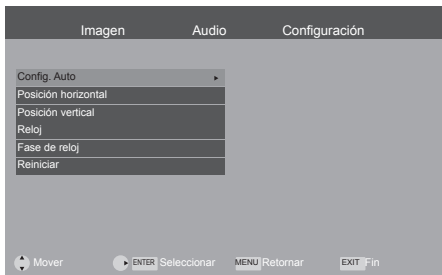 Imagen Audio Configuración
Config. Auto
Posición horizontal
Posición vertical
Reloj
Fase de reloj
Reiniciar
Mover ENTER Seleccionar MENU Retornar EXIT Fin